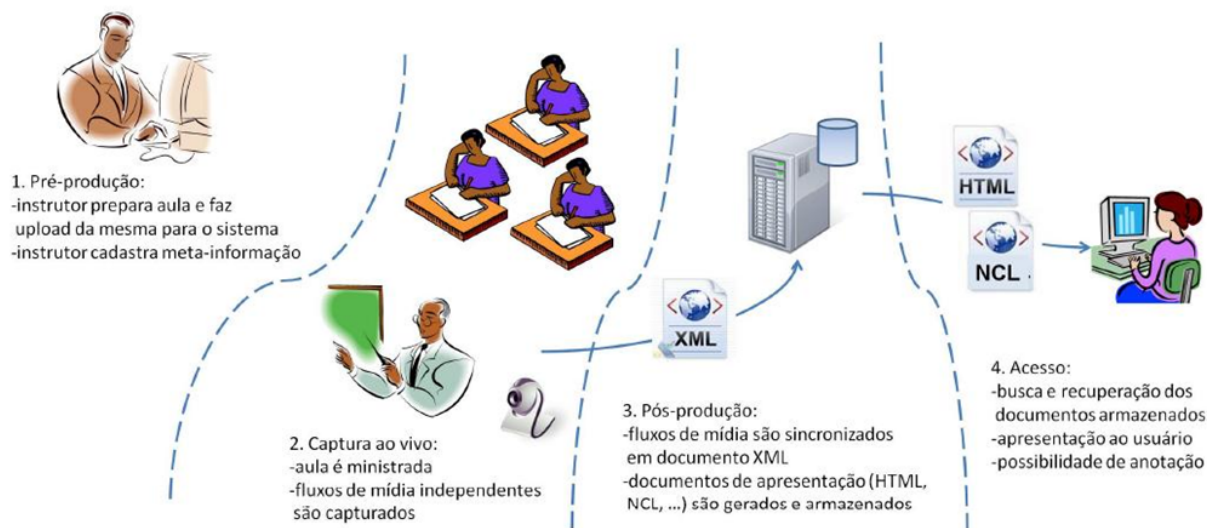 1. Pré-produção:
-instrutor prepara aula e faz
upload da mesma para o sistema
-instrutor cadastra meta-informação
2. Captura ao vivo:
-aula é ministrada
-fluxos de mídia independentes
são capturados
XML
3. Pós-produção:
-fluxos de mídia são sincronizados
em documento XML
-documentos de apresentação (HTML,
NCL, ...) são gerados e armazenados
HTML
NCL
4. Acesso:
-busca e recuperação dos
documentos armazenados
-apresentação ao usuário
-possibilidade de anotação